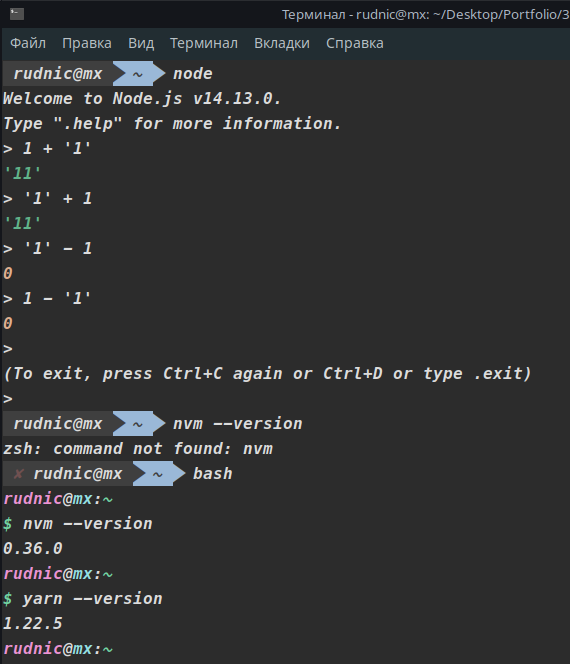 Терминал - rudnic@mx: ~/Desktop/Portfolio/3
Файл Правка Вид Терминал Вкладки Справка
rudnic@mx ~ node
Welcome to Node.js v14.13.0.
Type ".help" for more information.
> 1 + '1'
'11'
> '1' + 1
'11'
> '1' - 1
0
> 1 - '1'
0
>
(To exit, press Ctrl+C again or Ctrl+D or type .exit)
>
rudnic@mx ~ nvm --version
zsh: command not found: nvm
✘ rudnic@mx ~ bash
rudnic@mx:~
$ nvm --version
0.36.0
rudnic@mx:~
$ yarn --version
1.22.5
rudnic@mx:~